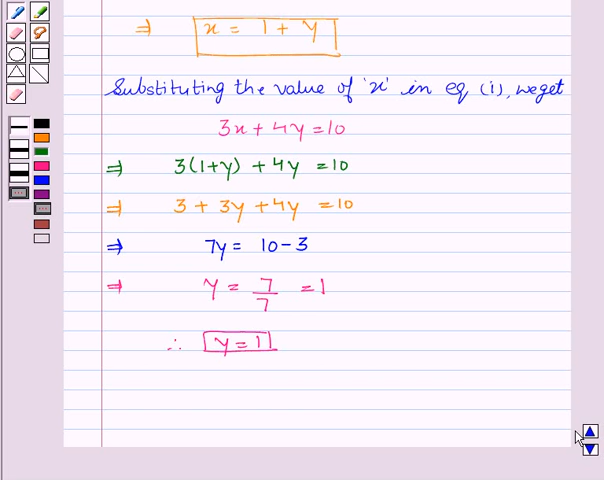 ⇒ x = 1 + y
Substituting the value of 'x' in eq (i), we get
3x + 4y = 10
⇒ 3(1+y) + 4y = 10
⇒ 3 + 3y + 4y = 10
⇒ 7y = 10 - 3
⇒ y = 7/7 = 1
∴ y = 1